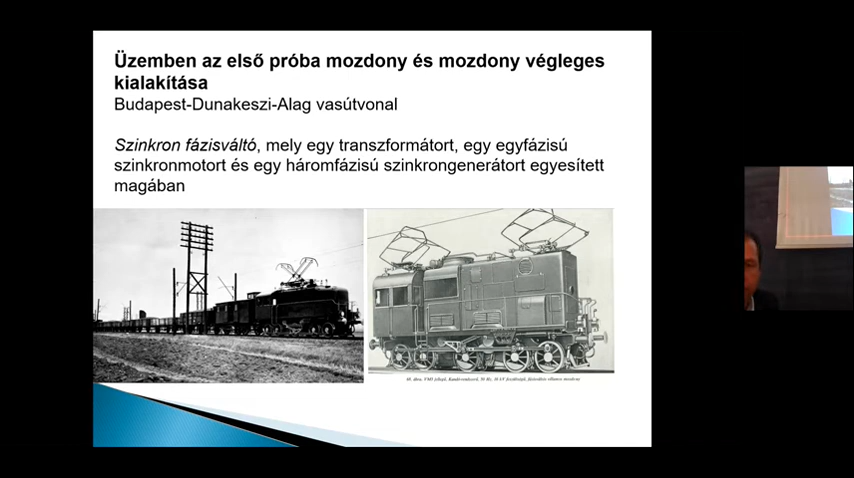 Üzemben az első próba mozdony és mozdony végleges
kialakítása
Budapest-Dunakeszi-Alag vasútvonal
Szinkron fázisváltó, mely egy transzformátort, egy egyfázisú
szinkronmotort és egy háromfázisú szinkrongenerátort egyesített
magában